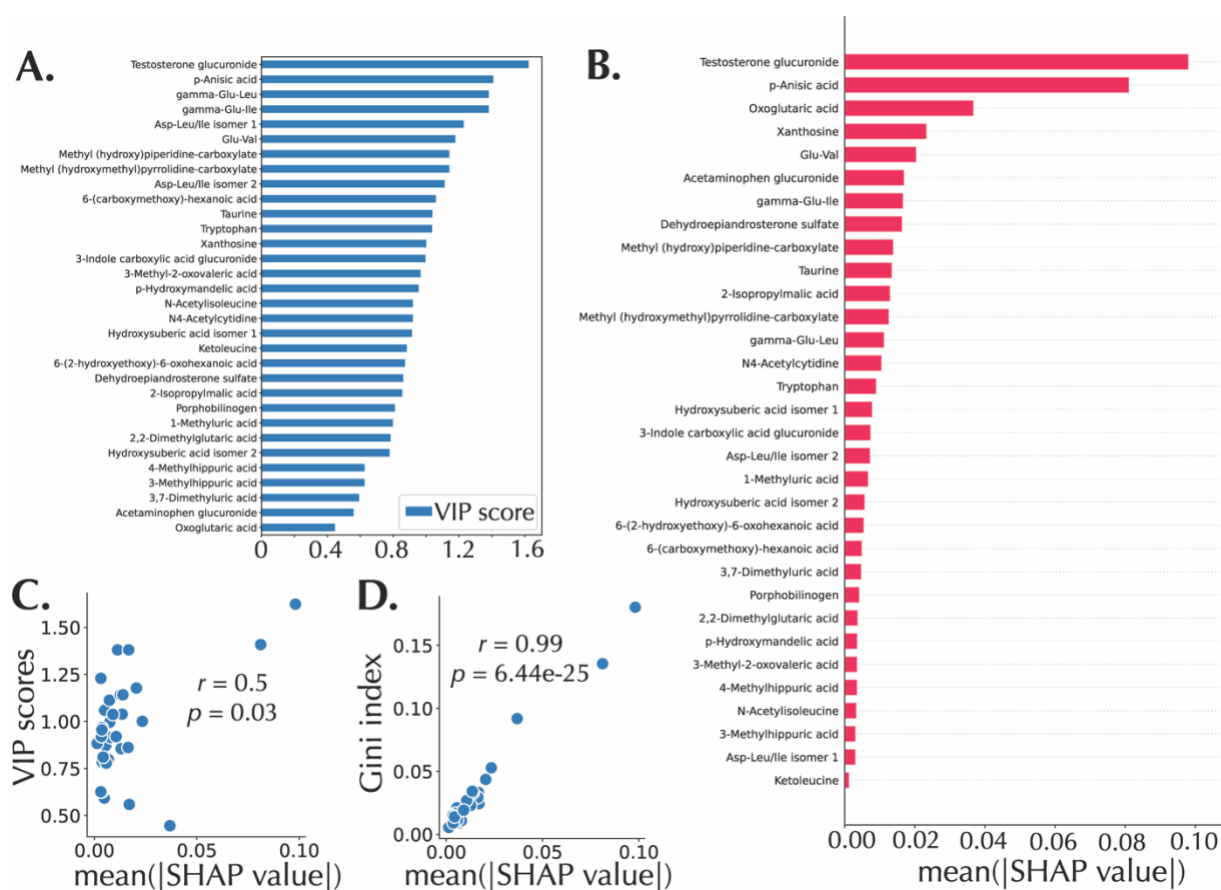 A.
Testosterone glucuronide
p-Anisic acid
gamma-Glu-Leu
gamma-Glu-Ile
Asp-Leu/Ile isomer 1
Glu-Val
Methyl (hydroxy)piperidine-carboxylate
Methyl (hydroxymethyl)pyrrolidine-carboxylate
Asp-Leu/Ile isomer 2
6-(carboxymethoxy)-hexanoic acid
Taurine
Tryptophan
Xanthosine
3-Indole carboxylic acid glucuronide
3-Methyl-2-oxovaleric acid
p-Hydroxymandelic acid
N-Acetylisoleucine
N4-Acetylcytidine
Hydroxysuberic acid isomer 1
Ketoleucine
6-(2-hydroxyethoxy)-6-oxohexanoic acid
Dehydroepiandrosterone sulfate
2-Isopropylmalic acid
Porphobilinogen
1-Methyluric acid
2,2-Dimethylglutaric acid
Hydroxysuberic acid isomer 2
4-Methylhippuric acid
3-Methylhippuric acid
3,7-Dimethyluric acid
Acetaminophen glucuronide
Oxoglutaric acid
VIP score
0 0.4 0.8 1.2 1.6
B.
Testosterone glucuronide
p-Anisic acid
Oxoglutaric acid
Xanthosine
Glu-Val
Acetaminophen glucuronide
gamma-Glu-Ile
Dehydroepiandrosterone sulfate
Methyl (hydroxy)piperidine-carboxylate
Taurine
2-Isopropylmalic acid
Methyl (hydroxymethyl)pyrrolidine-carboxylate
gamma-Glu-Leu
N4-Acetylcytidine
Tryptophan
Hydroxysuberic acid isomer 1
3-Indole carboxylic acid glucuronide
Asp-Leu/Ile isomer 2
1-Methyluric acid
Hydroxysuberic acid isomer 2
6-(2-hydroxyethoxy)-6-oxohexanoic acid
6-(carboxymethoxy)-hexanoic acid
3,7-Dimethyluric acid
Porphobilinogen
2,2-Dimethylglutaric acid
p-Hydroxymandelic acid
3-Methyl-2-oxovaleric acid
4-Methylhippuric acid
N-Acetylisoleucine
3-Methylhippuric acid
Asp-Leu/Ile isomer 1
Ketoleucine
0.00 0.02 0.04 0.06 0.08 0.10
mean(|SHAP value|)
C.
VIP scores
1.50
1.25
1.00
0.75
0.50
r = 0.5
p = 0.03
0.00 0.05 0.10
mean(|SHAP value|)
D.
Gini index
0.15
0.10
0.05
0.00
r = 0.99
p = 6.44e-25
0.00 0.05 0.10
mean(|SHAP value|)